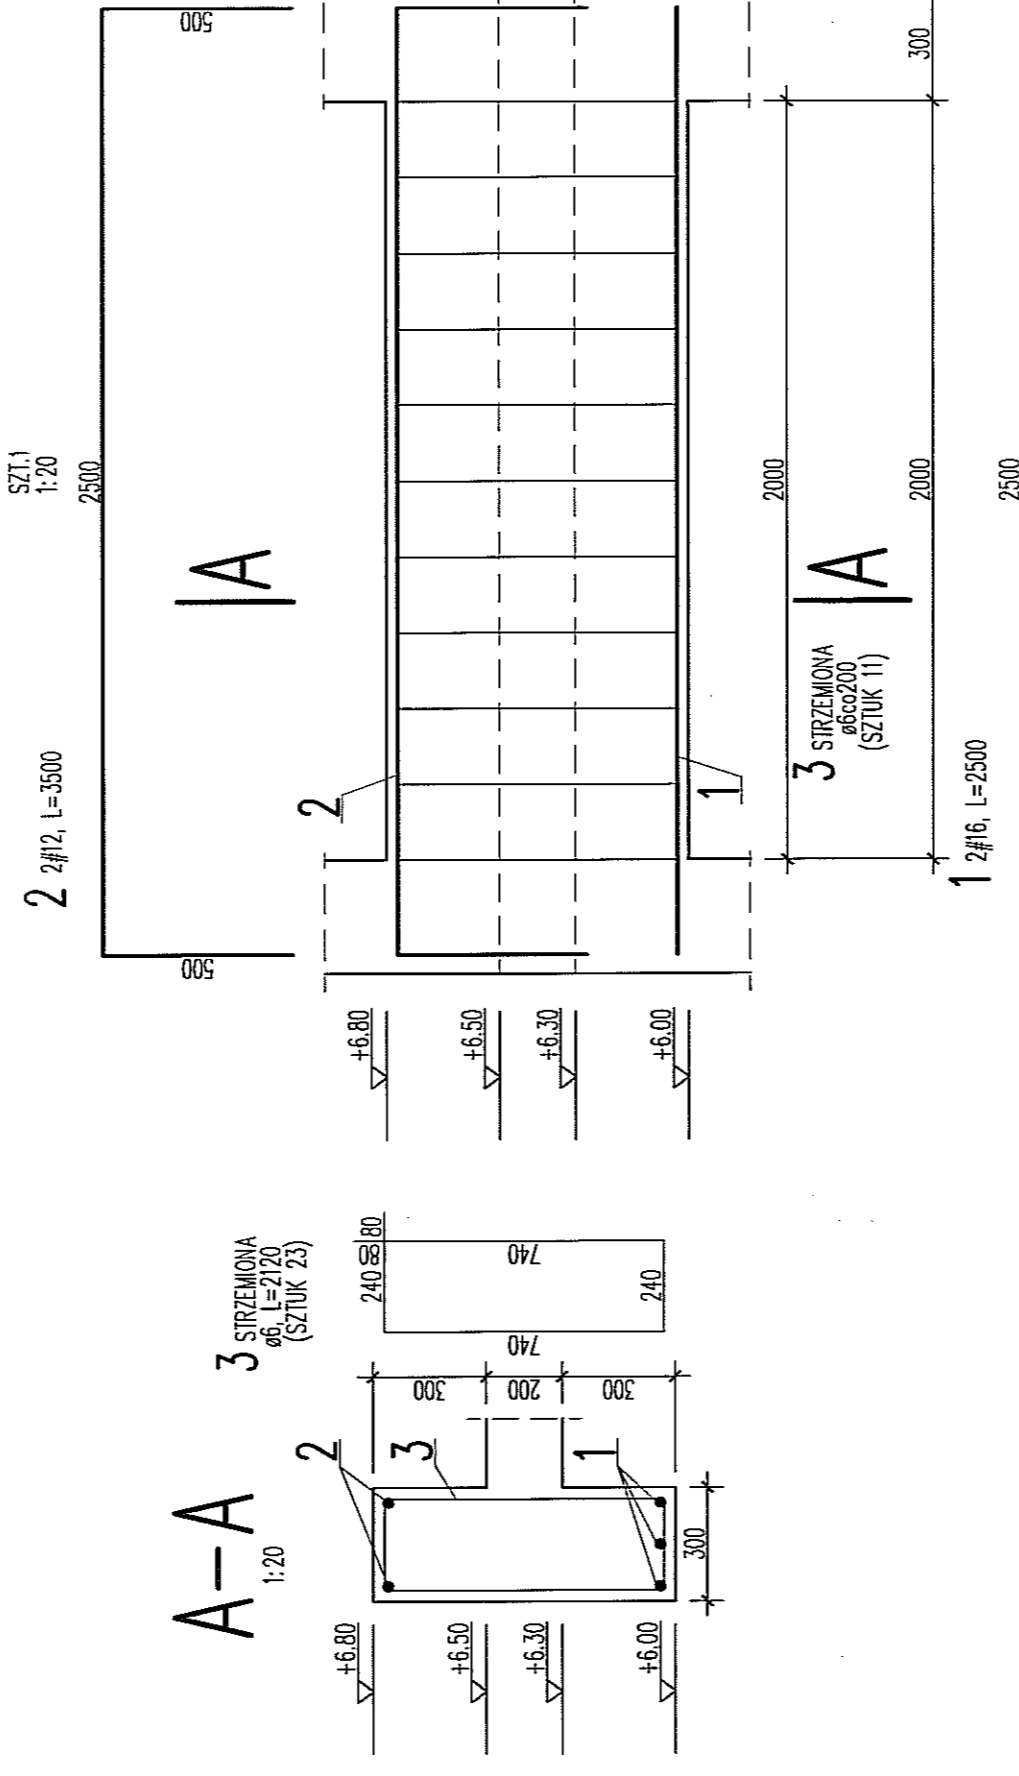 SZT.1
1:20
2500
500
500
2 2#12, L=3500
A
A
2
1
300
2000
2000
2500
3 STRZEMIONA
ø6co200
(SZTUK 11)
1 2#16, L=2500
+6.80
+6.50
+6.30
+6.00
A-A
1:20
3 STRZEMIONA
ø6, L=2120
(SZTUK 23)
240
80
80
740
740
240
300
200
300
2
3
1
300
+6.80
+6.50
+6.30
+6.00